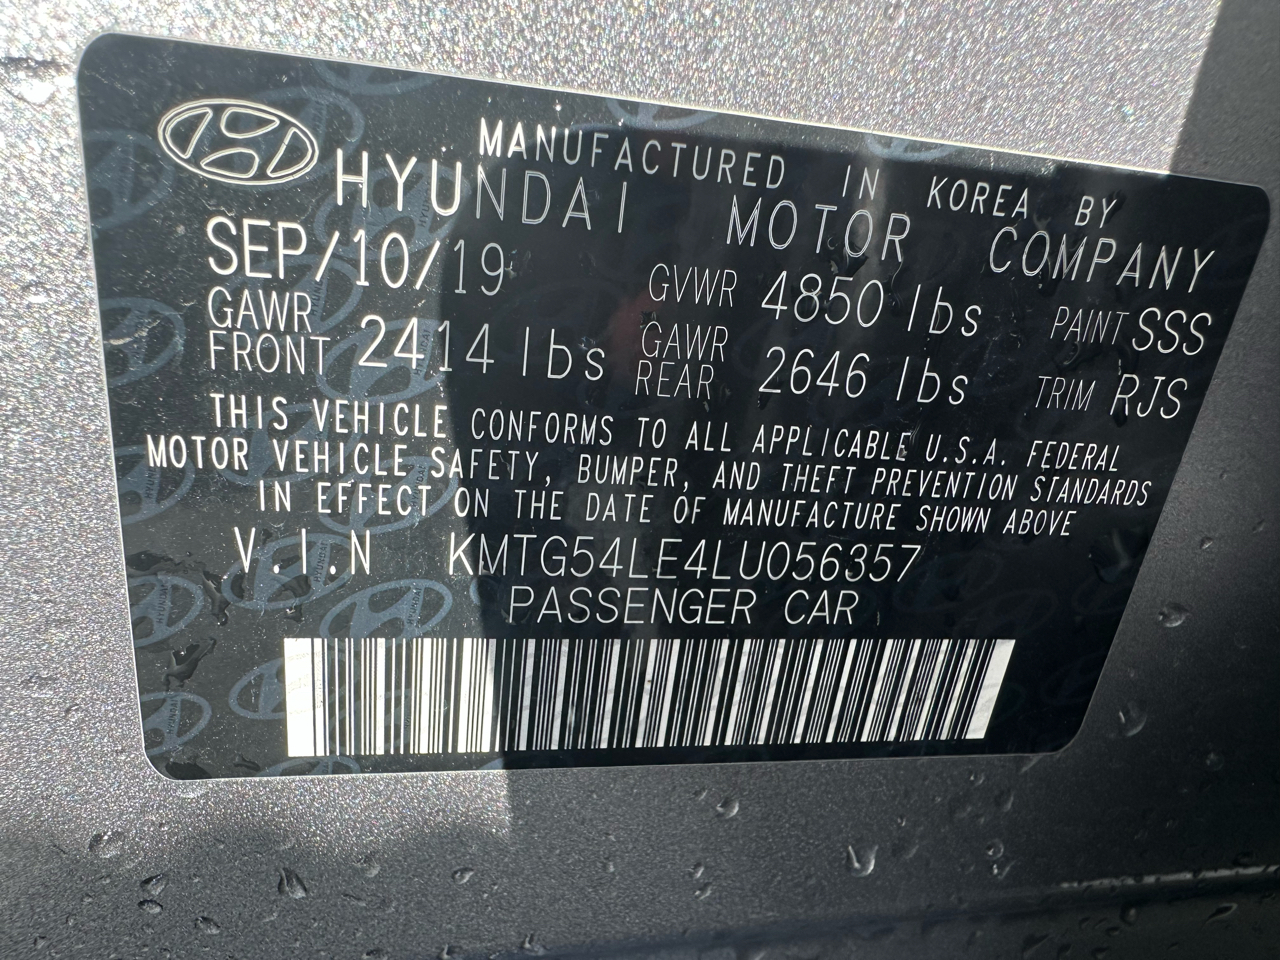 MANUFACTURED IN KOREA BY
HYUNDAI MOTOR COMPANY
SEP/10/19 GVWR 4850 lbs PAINT SSS
GAWR FRONT 2414 lbs GAWR REAR 2646 lbs TRIM RJS
THIS VEHICLE CONFORMS TO ALL APPLICABLE U.S.A. FEDERAL
MOTOR VEHICLE SAFETY, BUMPER, AND THEFT PREVENTION STANDARDS
IN EFFECT ON THE DATE OF MANUFACTURE SHOWN ABOVE
V.I.N KMTG54LE4LU056357
PASSENGER CAR